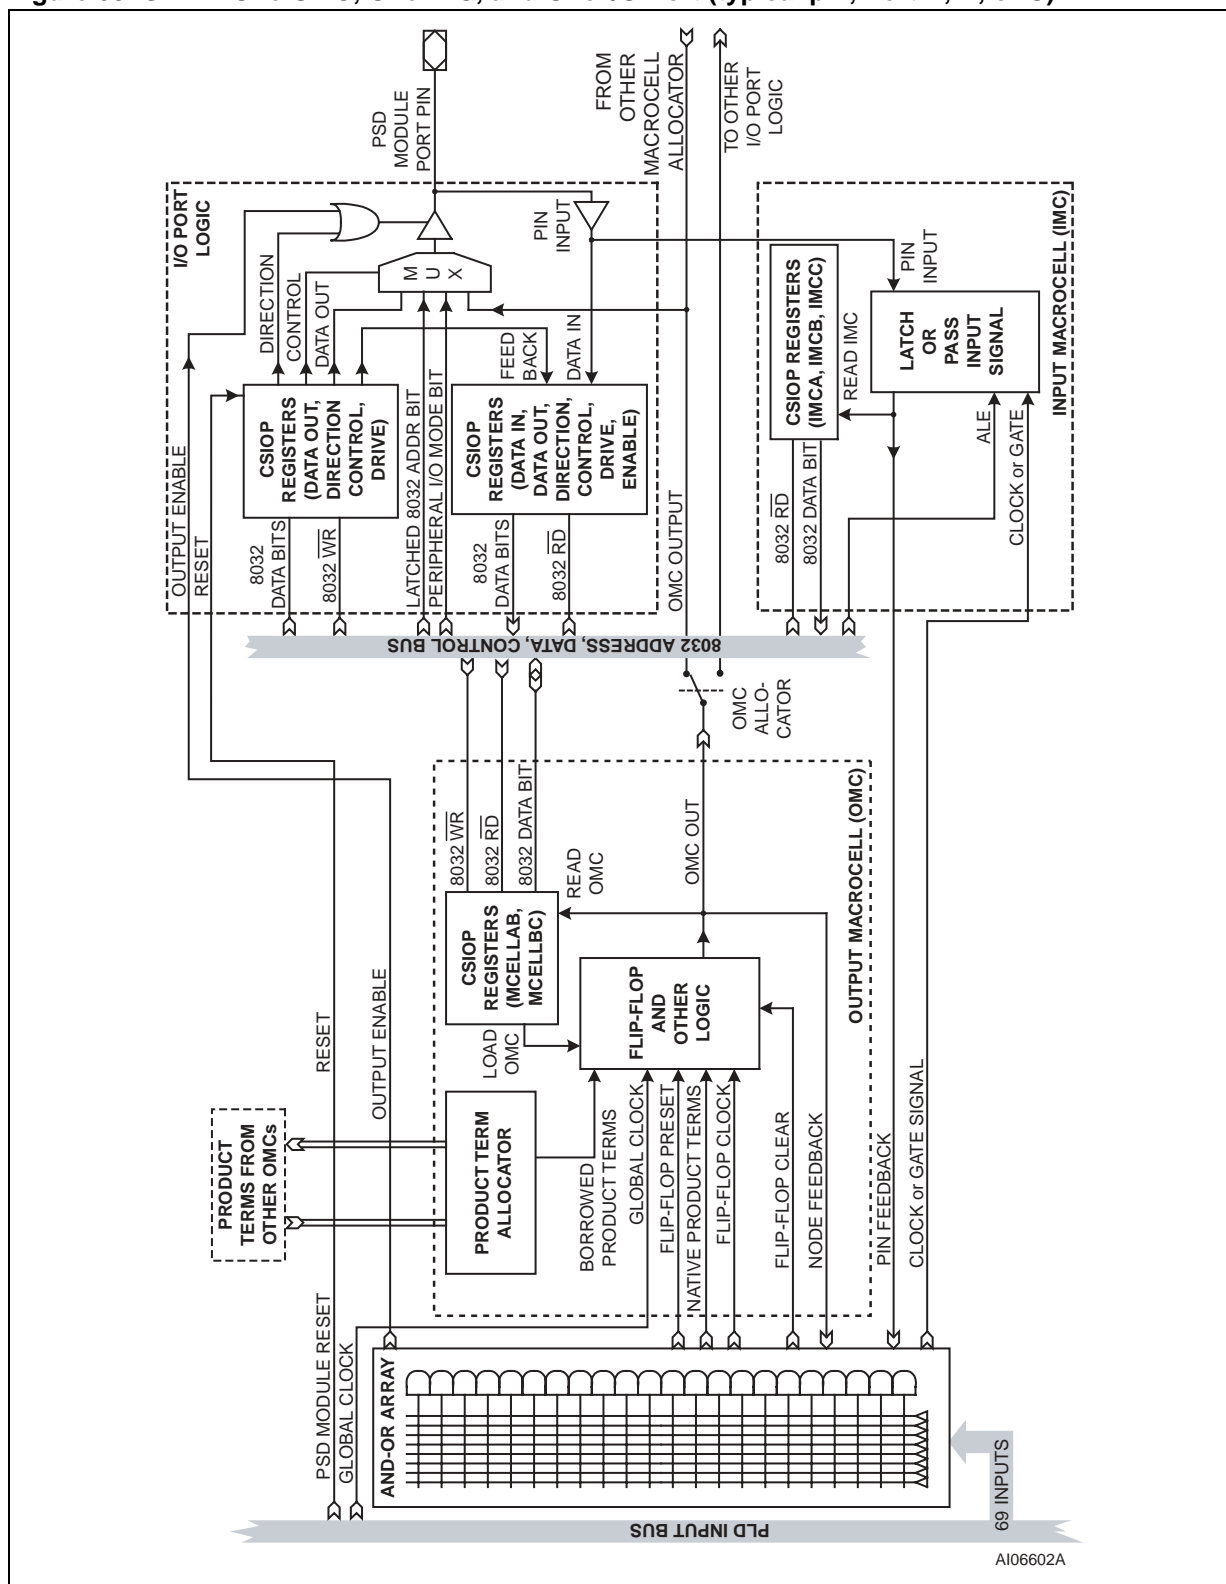 PSD
MODULE
PORT PIN
FROM
OTHER
MACROCELL
ALLOCATOR
TO OTHER
I/O PORT
LOGIC
I/O PORT
LOGIC
PIN
INPUT
M
U
X
DIRECTION
CONTROL
DATA OUT
FEED
BACK
DATA IN
OUTPUT ENABLE
RESET
CSIOP
REGISTERS
(DATA OUT,
DIRECTION
CONTROL,
DRIVE)
LATCHED 8032 ADDR BIT
PERIPHERAL I/O MODE BIT
CSIOP
REGISTERS
(DATA IN,
DATA OUT,
DIRECTION,
CONTROL,
DRIVE,
ENABLE)
8032
DATA BITS
8032 WR
8032
DATA BITS
8032 RD
OMC OUTPUT
PIN
INPUT
CSIOP REGISTERS
(IMCA, IMCB, IMCC)
READ IMC
LATCH
OR
PASS
INPUT
SIGNAL
INPUT MACROCELL (IMC)
8032 RD
8032 DATA BIT
ALE
CLOCK or GATE
8032 ADDRESS, DATA, CONTROL BUS
OMC
ALLO-
CATOR
8032 WR
8032 RD
8032 DATA BIT
READ
OMC
OMC OUT
CSIOP
REGISTERS
(MCELLAB,
MCELLBC)
LOAD
OMC
FLIP-FLOP
AND
OTHER
LOGIC
OUTPUT MACROCELL (OMC)
RESET
OUTPUT ENABLE
PRODUCT
TERMS FROM
OTHER OMCs
PRODUCT TERM
ALLOCATOR
BORROWED
PRODUCT TERMS
GLOBAL CLOCK
FLIP-FLOP PRESET
NATIVE PRODUCT TERMS
FLIP-FLOP CLOCK
FLIP-FLOP CLEAR
NODE FEEDBACK
PIN FEEDBACK
CLOCK or GATE SIGNAL
PSD MODULE RESET
GLOBAL CLOCK
AND-OR ARRAY
PLD INPUT BUS
69 INPUTS
AI06602A